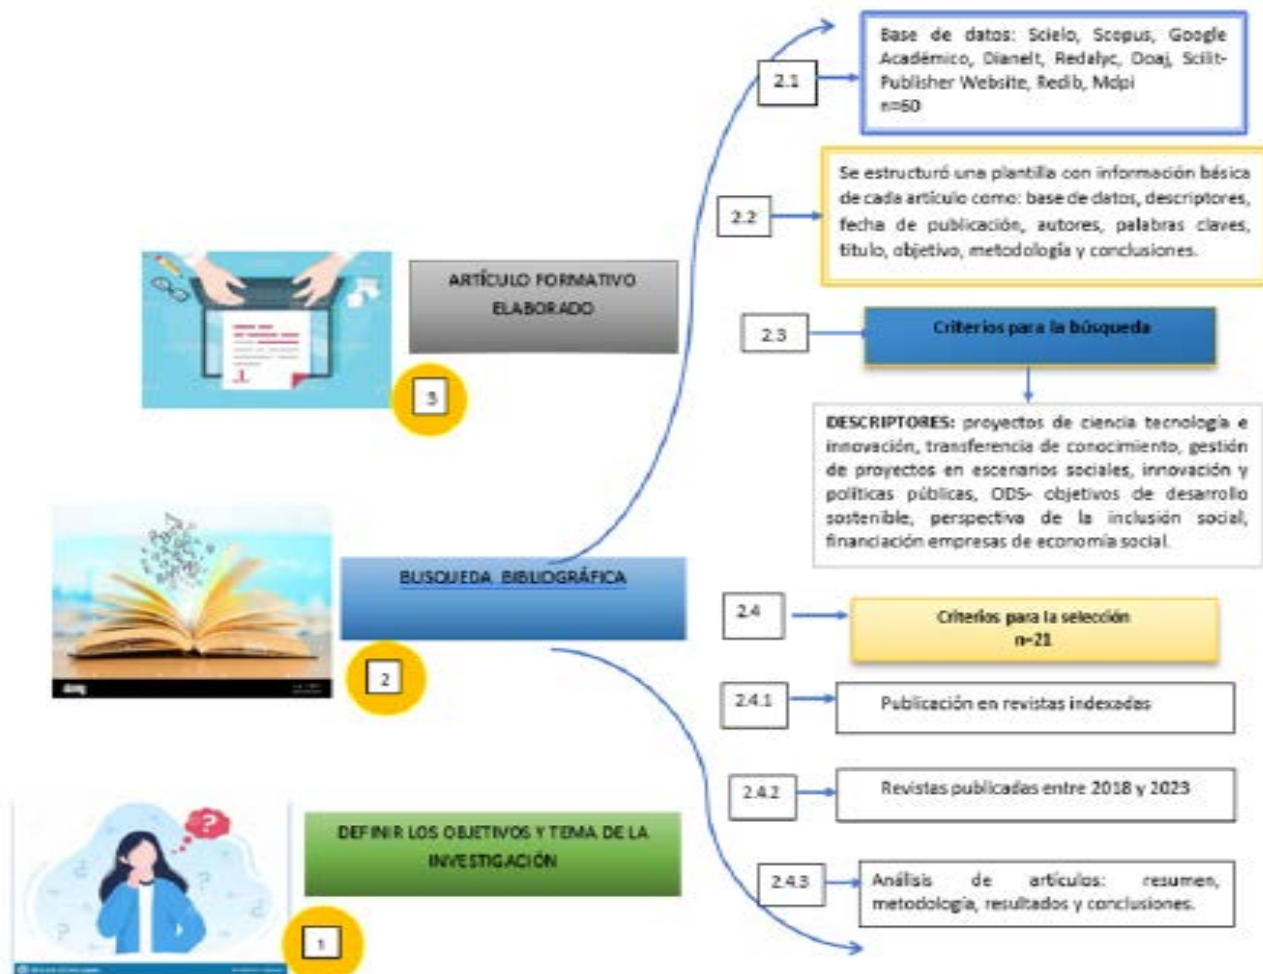 2.1
Base de datos: Scielo, Scopus, Google
Académico, Dianelt, Redalyc, Doaj, Scilit-
Publisher Website, Redib, Mdpi
n=60
2.2
Se estructuró una plantilla con información básica
de cada artículo como: base de datos, descriptores,
fecha de publicación, autores, palabras claves,
título, objetivo, metodología y conclusiones.
ARTÍCULO FORMATIVO
ELABORADO
3
2.3
Criterios para la búsqueda
DESCRIPTORES: proyectos de ciencia tecnología e
innovación, transferencia de conocimiento, gestión
de proyectos en escenarios sociales, innovación y
políticas públicas, ODS- objetivos de desarrollo
sostenible, perspectiva de la inclusión social,
financiación empresas de economía social.
BUSQUEDA BIBLIOGRÁFICA
2
2.4
Criterios para la selección
n=21
2.4.1
Publicación en revistas indexadas
2.4.2
Revistas publicadas entre 2018 y 2023
DEFINIR LOS OBJETIVOS Y TEMA DE LA
INVESTIGACIÓN
1
2.4.3
Análisis de artículos: resumen,
metodología, resultados y conclusiones.